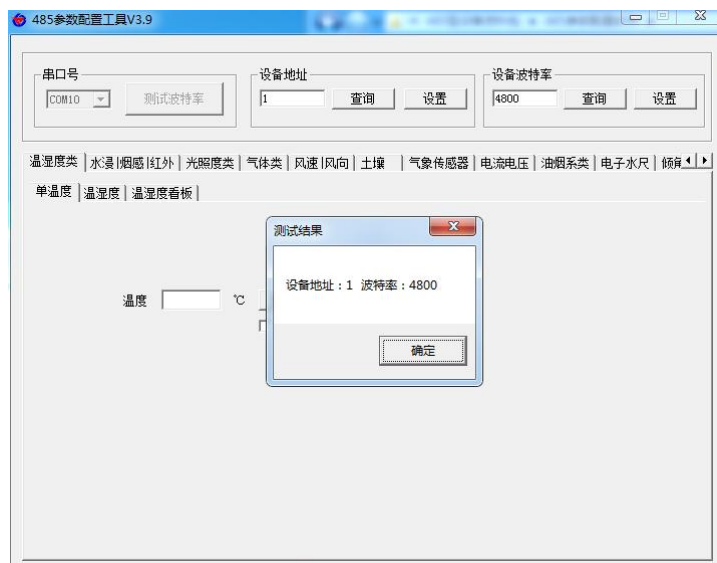 485参数配置工具V3.9
串口号
COM10
测试波特率
设备地址
1
查询
设置
设备波特率
4800
查询
设置
温湿度类
水浸|烟感|红外
光照度类
气体类
风速|风向
土壤
气象传感器
电流电压
油烟系类
电子水尺
倾角
单温度
温湿度
温湿度看板
测试结果
设备地址：1 波特率：4800
确定
温度
℃